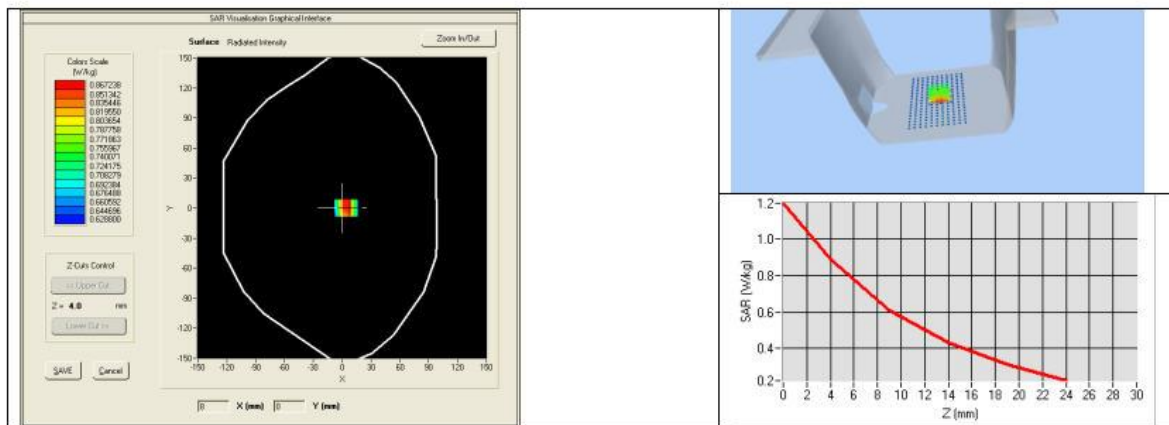 SAR Visualisation Graphical Interface
Surface Radiated Intensity
Zoom In/Out
Colors Scale
(W/kg)
0.867238
0.851342
0.835446
0.819550
0.803654
0.787758
0.771863
0.755967
0.740071
0.724175
0.708279
0.692384
0.676488
0.660592
0.644696
0.628800
150
120
90
60
30
0
-30
-60
-90
-120
-150
Y
-150 -120 -90 -60 -30 0 30 60 90 120 150
X
Z-Cuts Control
<< Upper Cut
Z = 4.0 mm
Lower Cut >>
SAVE Cancel
0 X (mm) 0 Y (mm)
1.2
1.0
0.8
0.6
0.4
0.2
SAR (W/kg)
0 2 4 6 8 10 12 14 16 18 20 22 24 26 28 30
Z (mm)